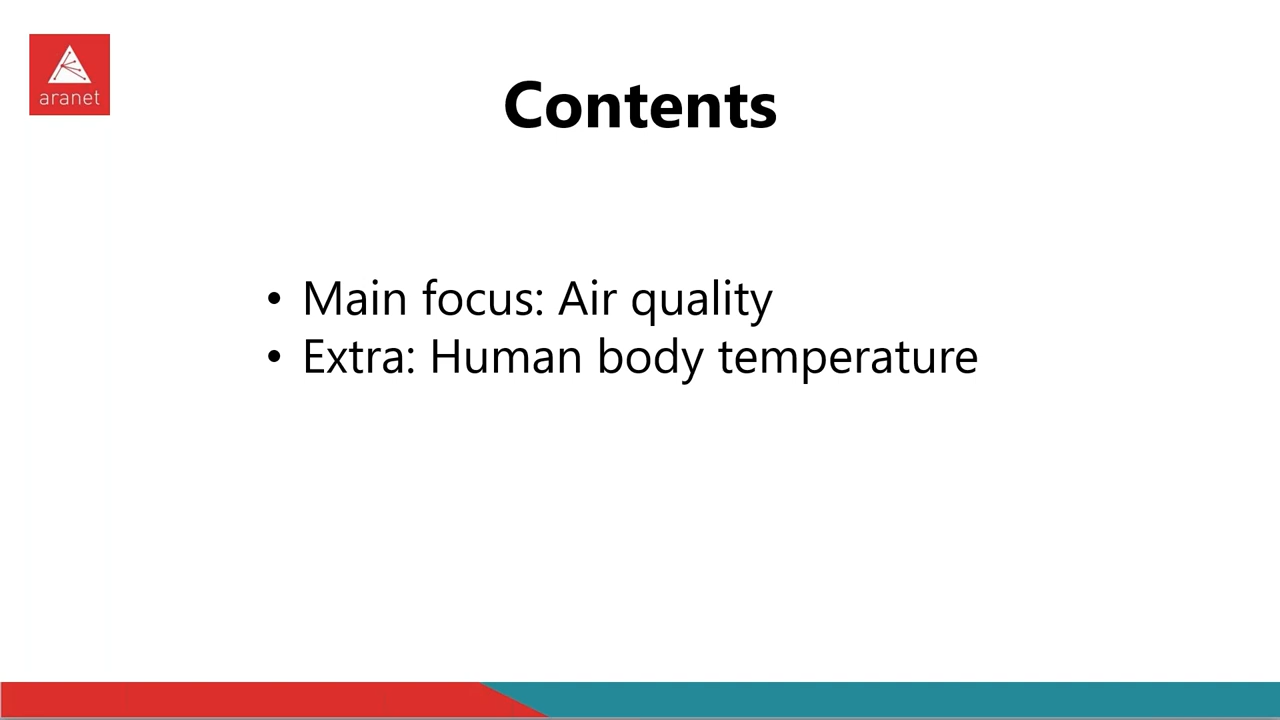 aranet
Contents
• Main focus: Air quality
• Extra: Human body temperature